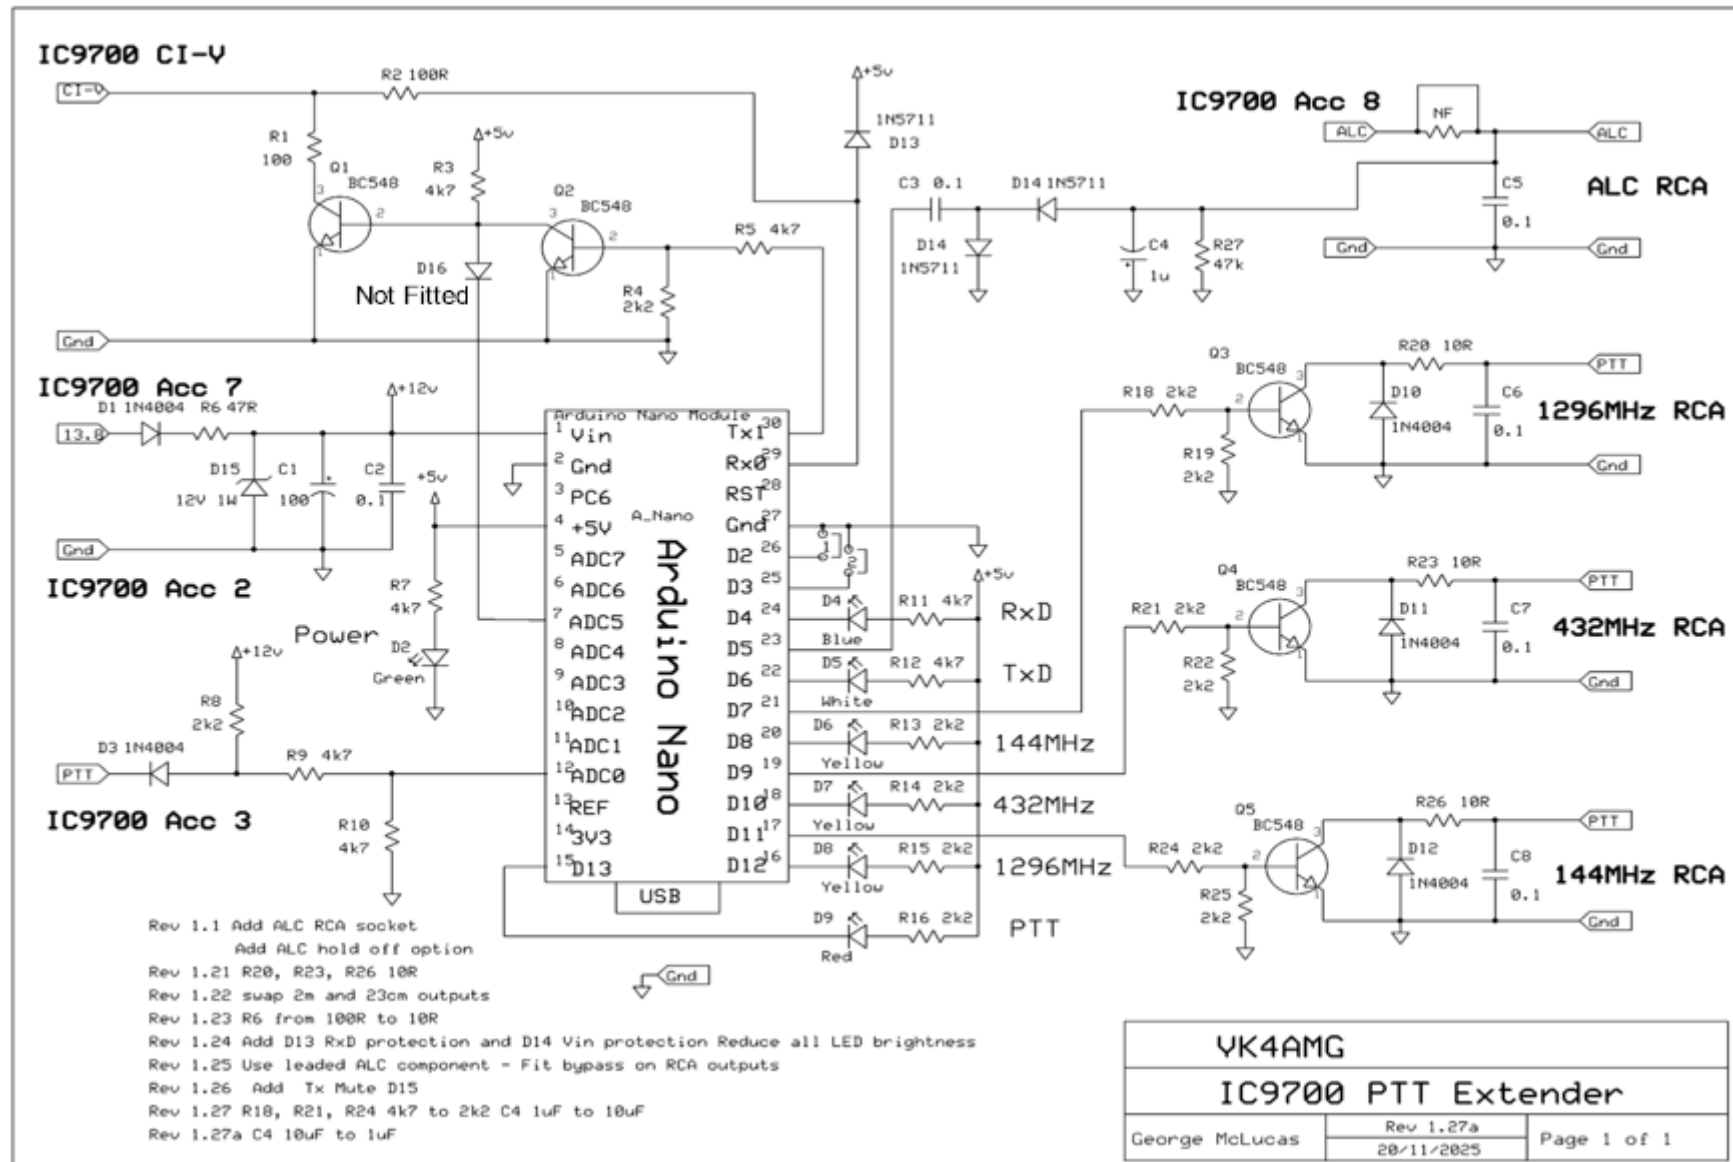 IC9700 CI-V
CI-V
R2 100R
R1
100
Q1
BC548
3
2
1
+5v
R3
4k7
Q2
BC548
3
2
1
R5 4k7
R4
2k2
D16
Not Fitted
Gnd
+5v
1N5711
D13
IC9700 Acc 8
NF
ALC
ALC
C3 0.1
D14 1N5711
D14
1N5711
C4
1u
R27
47k
C5
0.1
ALC RCA
Gnd
Gnd
IC9700 Acc 7
D1 1N4004 R6 47R
+12v
13.8
D15
12V 1W
C1
100
C2
0.1
Gnd
IC9700 Acc 2
+5v
R7
4k7
Power
D2
Green
+12v
R8
2k2
D3 1N4004
PTT
R9 4k7
R10
4k7
IC9700 Acc 3
Arduino Nano Module
1 Vin
2 Gnd
3 PC6
4 +5V
5 ADC7
6 ADC6
7 ADC5
8 ADC4
9 ADC3
10 ADC2
11 ADC1
12 ADC0
13 REF
14 3V3
15 D13
A_Nano
Arduino Nano
Tx1 30
Rx0 29
RST 28
Gnd 27
D2 26
D3 25
D4 24
D5 23
D6 22
D7 21
D8 20
D9 19
D10 18
D11 17
D12 16
USB
1
2
+5v
D4 R11 4k7
Blue
RxD
D5 R12 4k7
White
TxD
D6 R13 2k2
Yellow
144MHz
D7 R14 2k2
Yellow
432MHz
D8 R15 2k2
Yellow
1296MHz
D9 R16 2k2
Red
PTT
Gnd
Q3
BC548
3
2
1
R18 2k2
R19
2k2
R20 10R
D10
1N4004
C6
0.1
PTT
1296MHz RCA
Gnd
Q4
BC548
3
2
1
R21 2k2
R22
2k2
R23 10R
D11
1N4004
C7
0.1
PTT
432MHz RCA
Gnd
Q5
BC548
3
2
1
R24 2k2
R25
2k2
R26 10R
D12
1N4004
C8
0.1
PTT
144MHz RCA
Gnd
Rev 1.1 Add ALC RCA socket
Add ALC hold off option
Rev 1.21 R20, R23, R26 10R
Rev 1.22 swap 2m and 23cm outputs
Rev 1.23 R6 from 100R to 10R
Rev 1.24 Add D13 RxD protection and D14 Vin protection Reduce all LED brightness
Rev 1.25 Use leaded ALC component - Fit bypass on RCA outputs
Rev 1.26 Add Tx Mute D15
Rev 1.27 R18, R21, R24 4k7 to 2k2 C4 1uF to 10uF
Rev 1.27a C4 10uF to 1uF
VK4AMG
IC9700 PTT Extender
George McLucas
Rev 1.27a
20/11/2025
Page 1 of 1